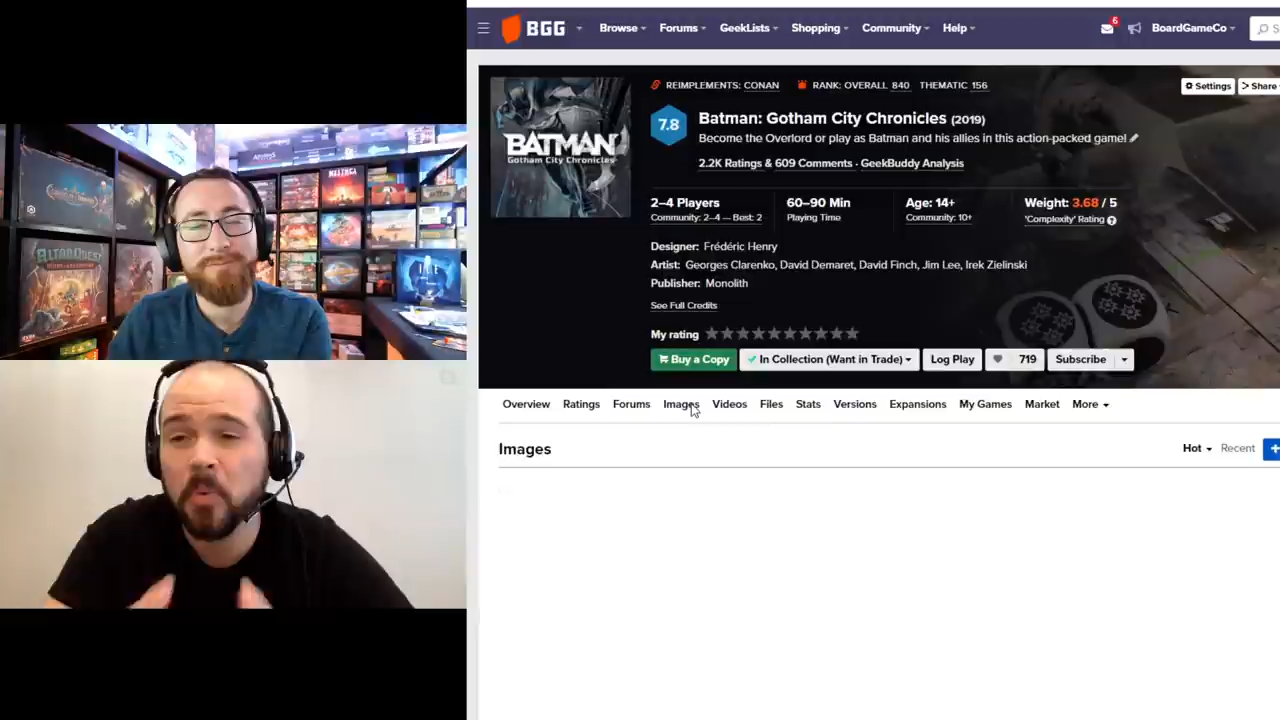 BGG
Browse
Forums
GeekLists
Shopping
Community
Help
6
BoardGameCo
REIMPLEMENTS: CONAN
RANK: OVERALL 840 THEMATIC 156
Settings
Share
BATMAN
Gotham City Chronicles
7.8
Batman: Gotham City Chronicles (2019)
Become the Overlord or play as Batman and his allies in this action-packed game!
2.2K Ratings & 609 Comments · GeekBuddy Analysis
2–4 Players
Community: 2–4 — Best: 2
60–90 Min
Playing Time
Age: 14+
Community: 10+
Weight: 3.68 / 5
'Complexity' Rating
Designer: Frédéric Henry
Artist: Georges Clarenko, David Demaret, David Finch, Jim Lee, Irek Zielinski
Publisher: Monolith
See Full Credits
My rating
Buy a Copy
In Collection (Want in Trade)
Log Play
719
Subscribe
Overview Ratings Forums Images Videos Files Stats Versions Expansions My Games Market More
Images
Hot
Recent
ALTAR QUEST